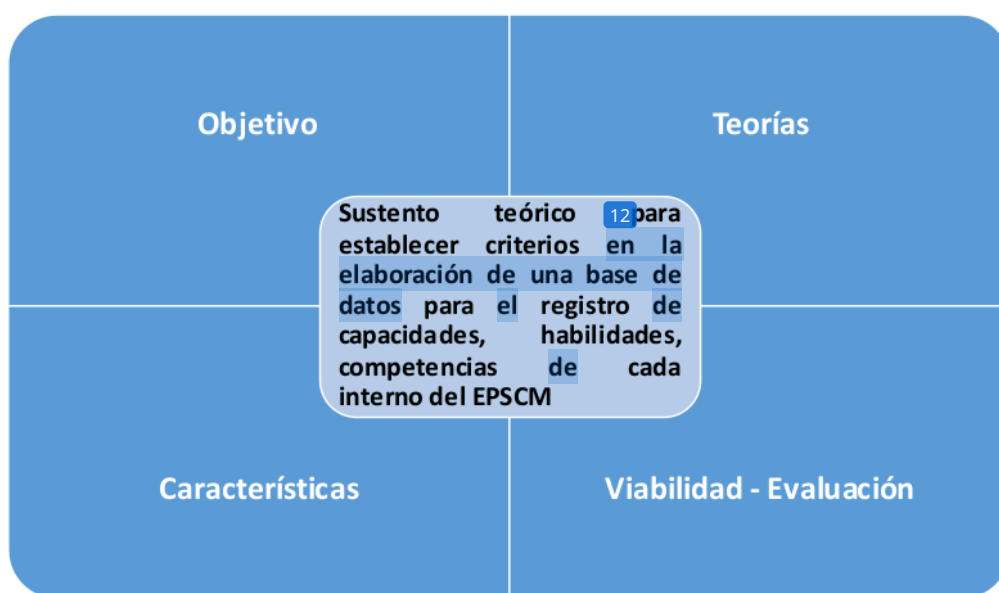 Objetivo
Teorías
Sustento teórico 12 para
establecer criterios en la
elaboración de una base de
datos para el registro de
capacidades, habilidades,
competencias de cada
interno del EPSCM
Características
Viabilidad - Evaluación